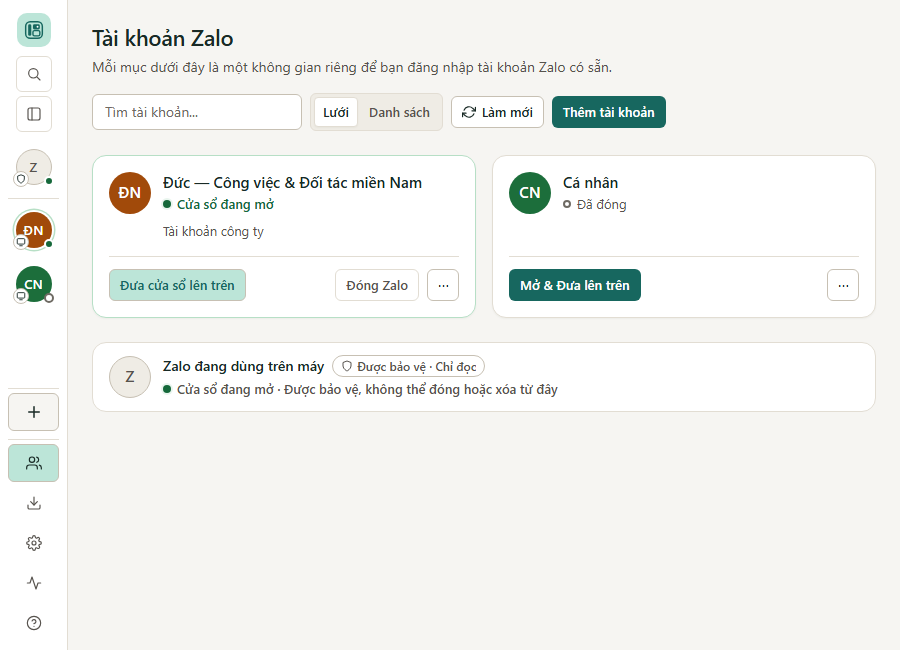 Tài khoản Zalo
Mỗi mục dưới đây là một không gian riêng để bạn đăng nhập tài khoản Zalo có sẵn.
Tìm tài khoản...
Lưới
Danh sách
Làm mới
Thêm tài khoản
Z
ĐN
CN
ĐN
Đức — Công việc & Đối tác miền Nam
Cửa sổ đang mở
Tài khoản công ty
Đưa cửa sổ lên trên
Đóng Zalo
...
CN
Cá nhân
Đã đóng
Mở & Đưa lên trên
...
Z
Zalo đang dùng trên máy
Được bảo vệ · Chỉ đọc
Cửa sổ đang mở · Được bảo vệ, không thể đóng hoặc xóa từ đây